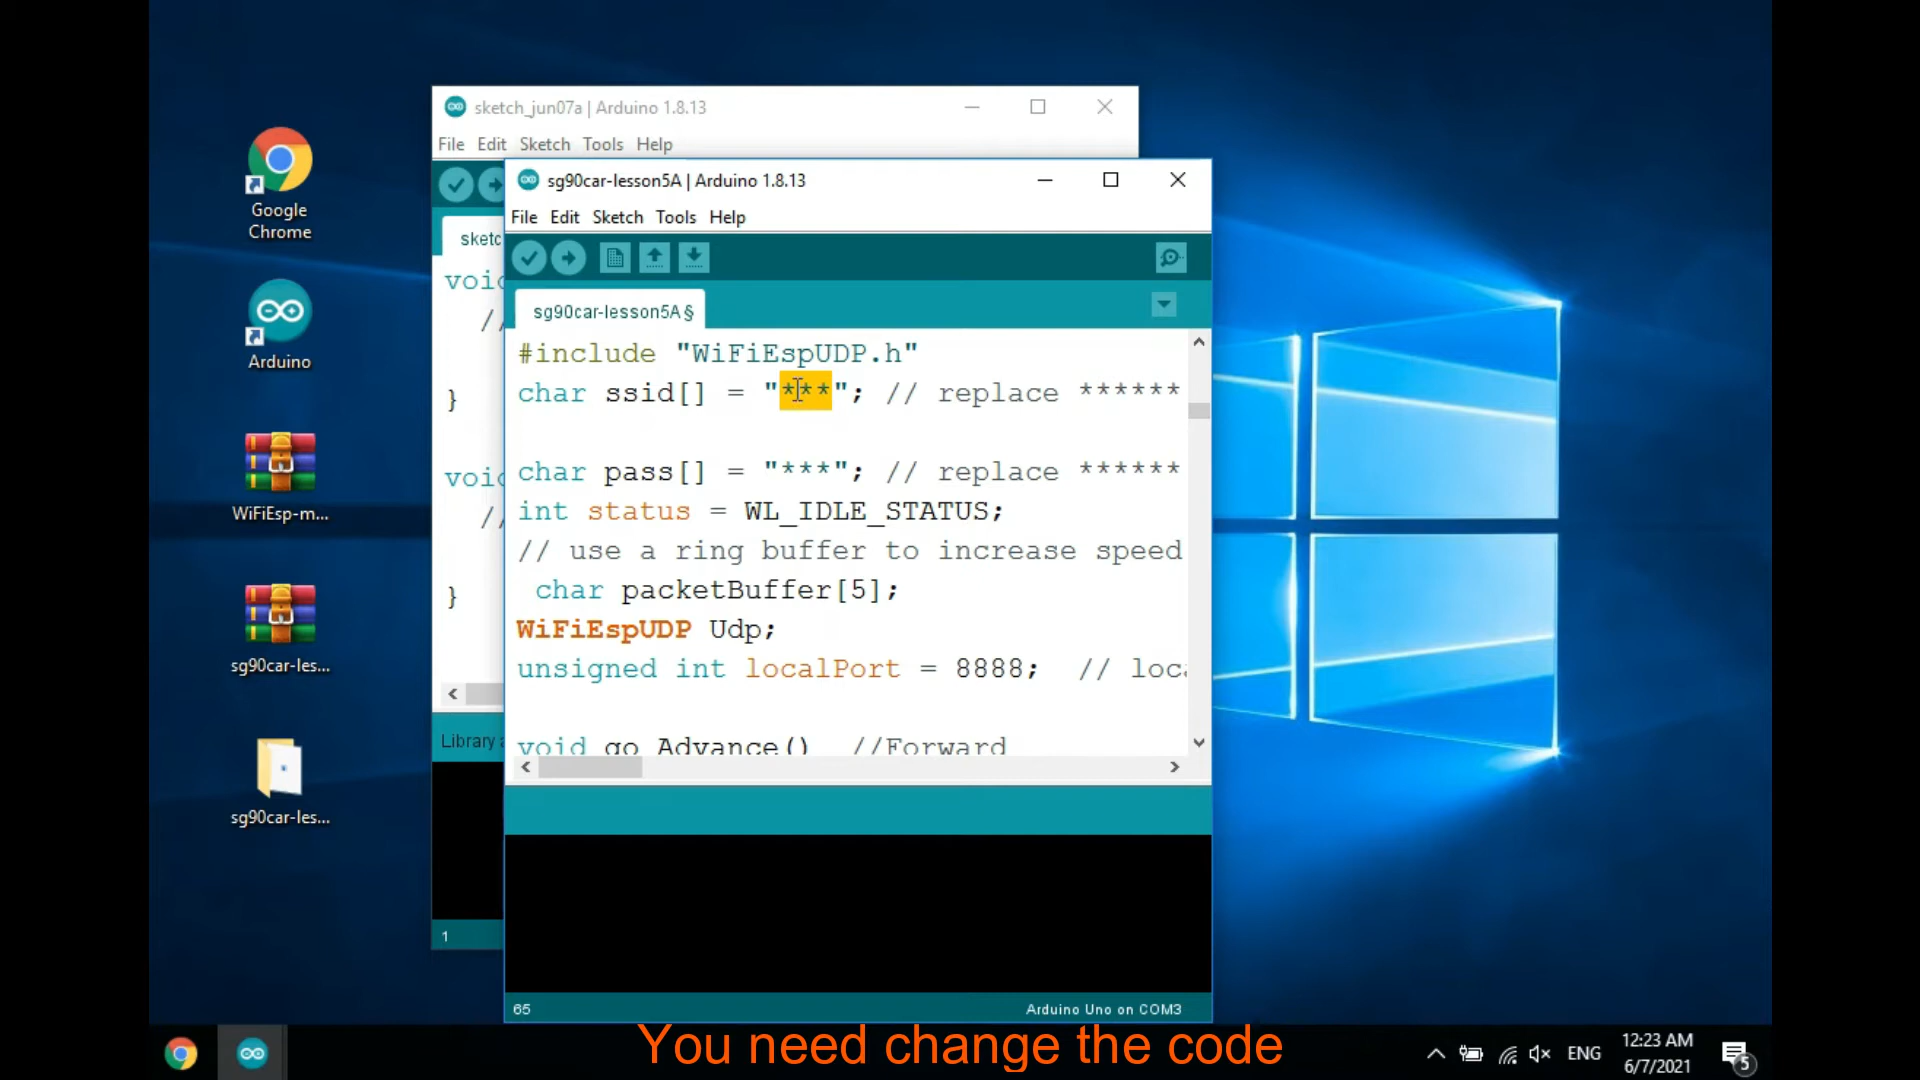 Google
Chrome
Arduino
WiFiEsp-m...
sg90car-les...
sg90car-les...
sketch_jun07a | Arduino 1.8.13
File Edit Sketch Tools Help
sketc
void
//
}
void
//
}
Library
1
sg90car-lesson5A | Arduino 1.8.13
File Edit Sketch Tools Help
sg90car-lesson5A §
#include "WiFiEspUDP.h"
char ssid[] = "***"; // replace ******
char pass[] = "***"; // replace ******
int status = WL_IDLE_STATUS;
// use a ring buffer to increase speed
char packetBuffer[5];
WiFiEspUDP Udp;
unsigned int localPort = 8888; // loca
void go_Advance() //Forward
65
Arduino Uno on COM3
You need change the code
ENG
12:23 AM
6/7/2021
5